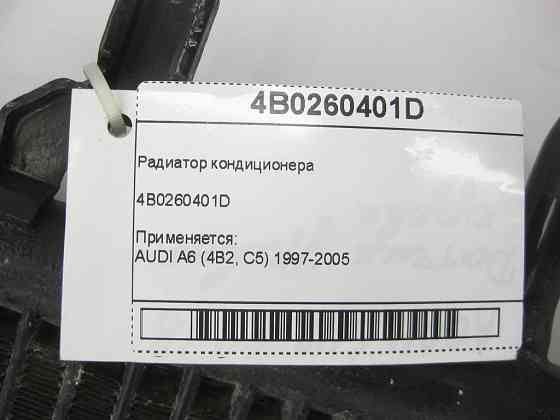 4B0260401D
Радиатор кондиционера
4B0260401D
Применяется:
AUDI A6 (4B2, C5) 1997-2005